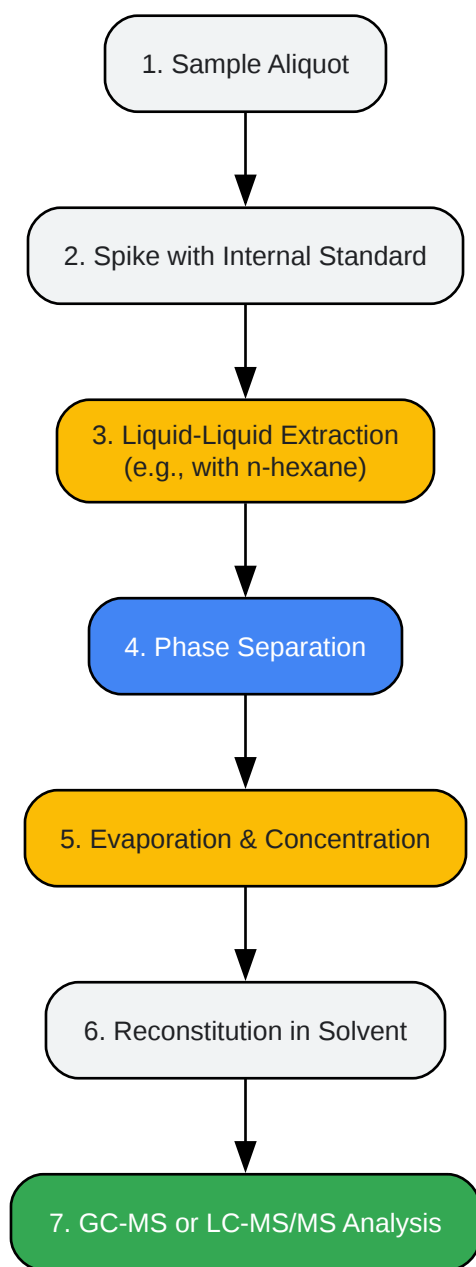 1. Sample Aliquot
2. Spike with Internal Standard
3. Liquid-Liquid Extraction
(e.g., with n-hexane)
4. Phase Separation
5. Evaporation & Concentration
6. Reconstitution in Solvent
7. GC-MS or LC-MS/MS Analysis